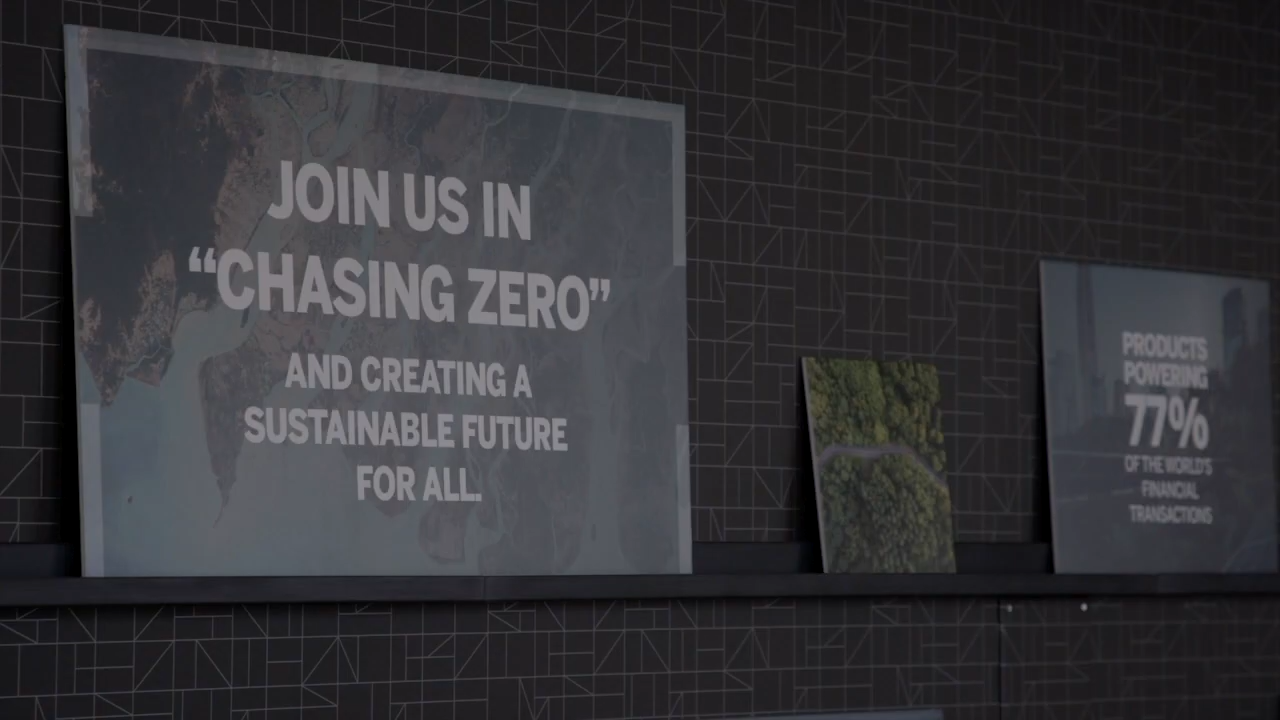 JOIN US IN
“CHASING ZERO”
AND CREATING A
SUSTAINABLE FUTURE
FOR ALL.
PRODUCTS
POWERING
77%
OF THE WORLD'S
FINANCIAL
TRANSACTIONS